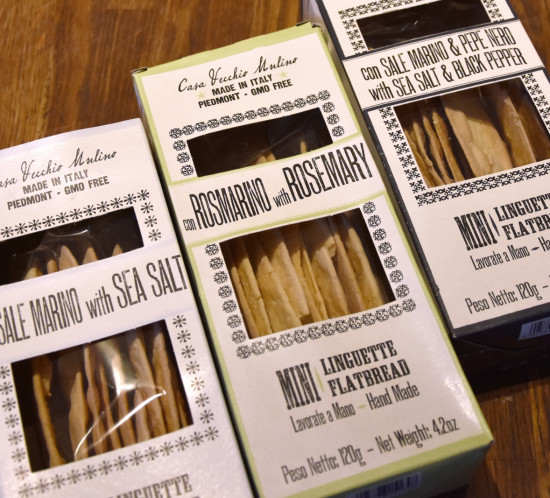 Casa Vecchio Mulino
MADE IN ITALY
PIEDMONT - GMO FREE
SALE MARINO with SEA SALT
MINI LINGUETTE
Casa Vecchio Mulino
MADE IN ITALY
PIEDMONT - GMO FREE
con ROSMARINO with ROSEMARY
MINI LINGUETTE
FLATBREAD
Lavorate a Mano - Hand Made
Peso Netto: 120g - Net Weight: 4,2oz
con SALE MARINO & PEPE NERO
with SEA SALT & BLACK PEPPER
MINI LINGUETTE
FLATBREAD
Lavorate a Mano - Hand
Peso Netto: 120g -